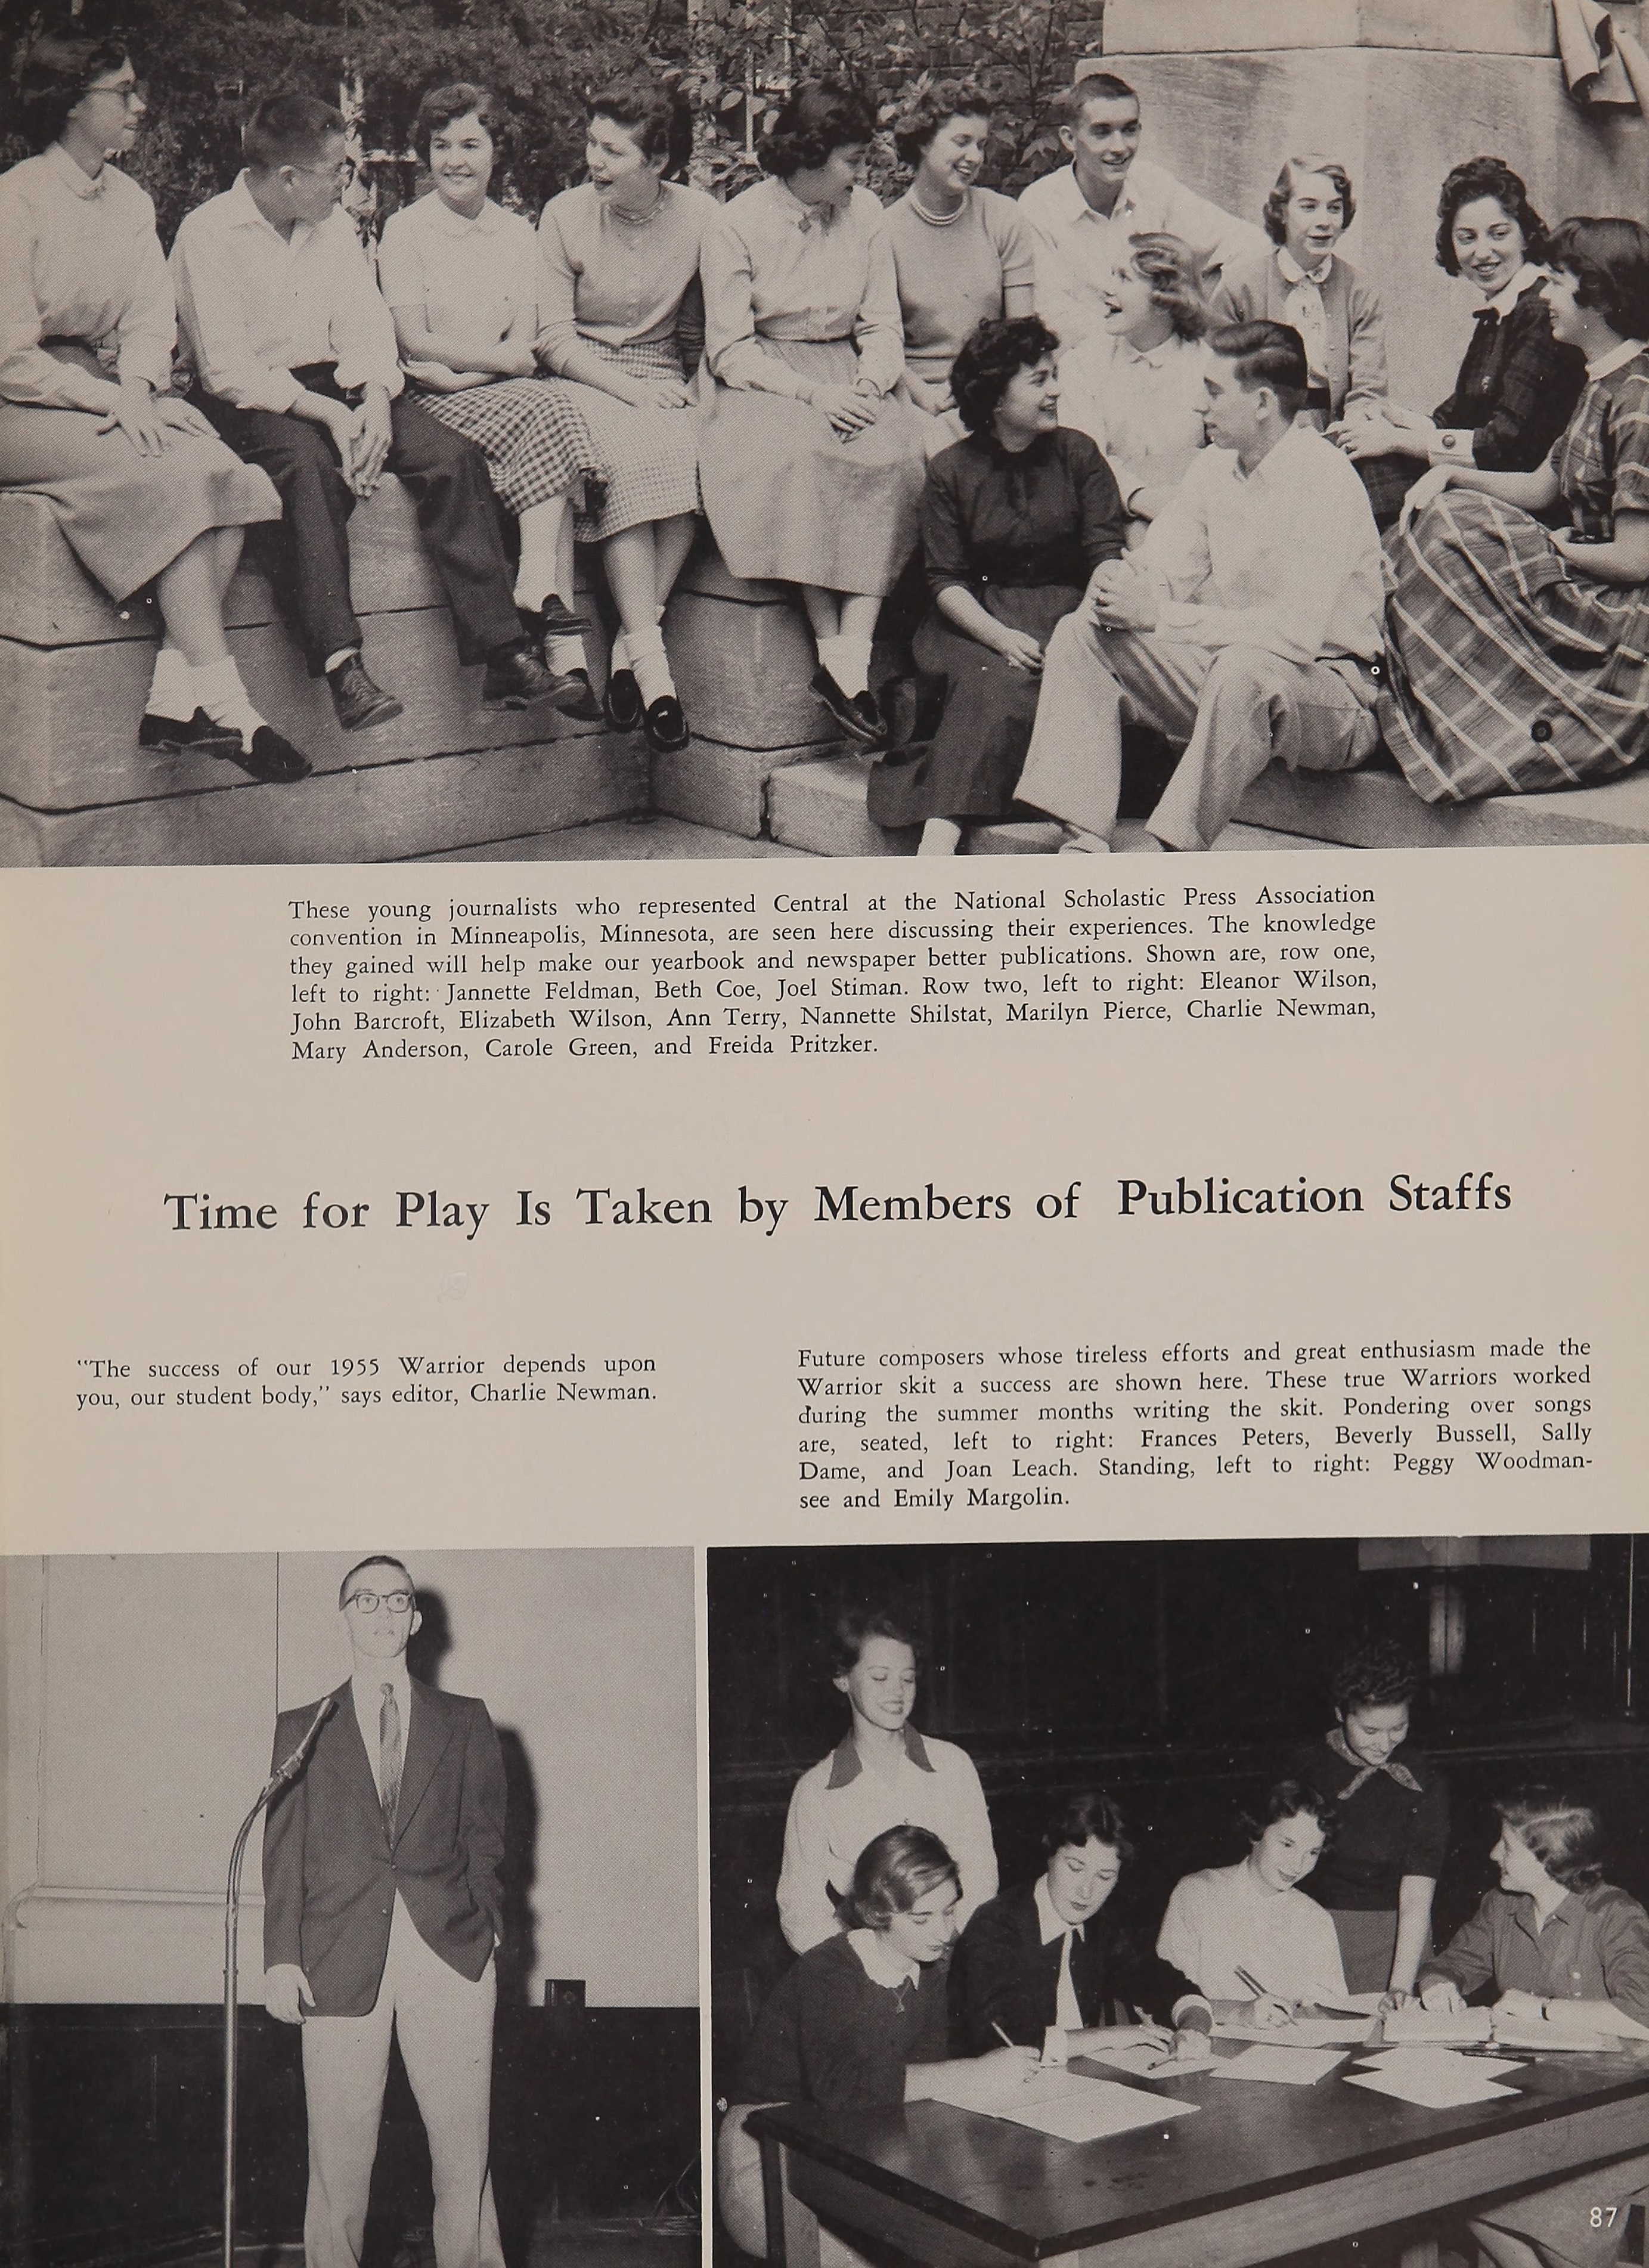 These young journalists who represented Central at the National Scholastic Press Association
convention in Minneapolis, Minnesota, are seen here discussing their experiences. The knowledge
they gained will help make our yearbook and newspaper better publications. Shown are, row one,
left to right: Jannette Feldman, Beth Coe, Joel Stiman. Row two, left to right: Eleanor Wilson,
John Barcroft, Elizabeth Wilson, Ann Terry, Nannette Shilstat, Marilyn Pierce, Charlie Newman,
Mary Anderson, Carole Green, and Freida Pritzker.
Time for Play Is Taken by Members of Publication Staffs
"The success of our 1955 Warrior depends upon
you, our student body," says editor, Charlie Newman.
Future composers whose tireless efforts and great enthusiasm made the
Warrior skit a success are shown here. These true Warriors worked
during the summer months writing the skit. Pondering over songs
are, seated, left to right: Frances Peters, Beverly Bussell, Sally
Dame, and Joan Leach. Standing, left to right: Peggy Woodman-
see and Emily Margolin.
87